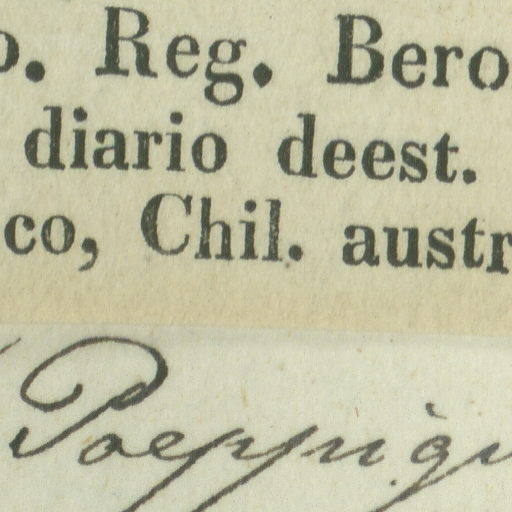 o. Reg. Bero
diario deest.
co, Chil. austr
Poeppig